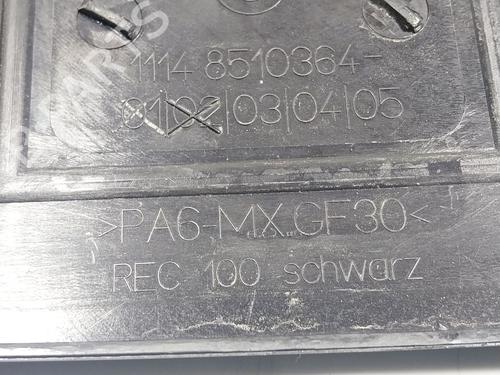 1114 8510364-
01|02|03|04|05
>PA6-MX.GF30<
REC 100 schwarz